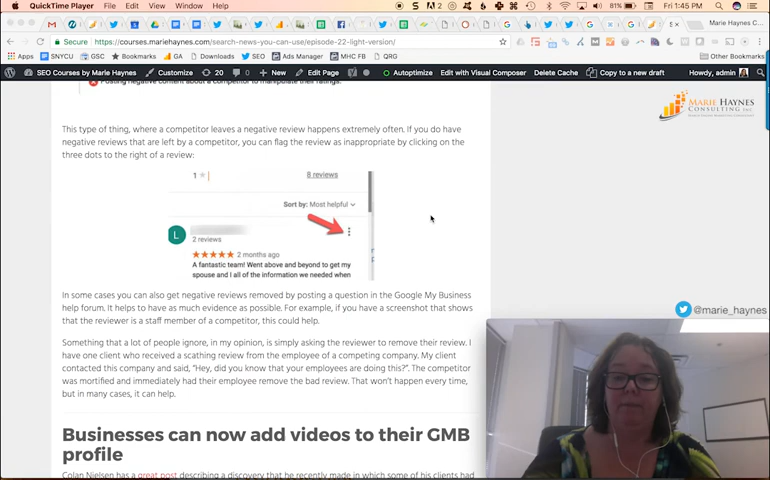 QuickTime Player File Edit View Window Help 81% Fri 1:45 PM
Marie Haynes C...
Secure https://courses.mariehaynes.com/search-news-you-can-use/episode-22-light-version/
Apps SNYCU GSC Bookmarks GA Downloads SEO Ads Manager MHC FB QRG Other Bookmarks
SEO Courses by Marie Haynes Customize 20 0 New Edit Page Autoptimize Edit with Visual Composer Delete Cache Copy to a new draft Howdy, admin
Posting negative content about a competitor to manipulate their ratings.
MARIE HAYNES
CONSULTING INC.
This type of thing, where a competitor leaves a negative review happens extremely often. If you do have
negative reviews that are left by a competitor, you can flag the review as inappropriate by clicking on the
three dots to the right of a review:
1 8 reviews
Sort by: Most helpful
L
2 reviews
2 months ago
A fantastic team! Went above and beyond to get my
spouse and I all of the information we needed when
In some cases you can also get negative reviews removed by posting a question in the Google My Business
help forum. It helps to have as much evidence as possible. For example, if you have a screenshot that shows
that the reviewer is a staff member of a competitor, this could help.
@marie_haynes
Something that a lot of people ignore, in my opinion, is simply asking the reviewer to remove their review. I
have one client who received a scathing review from the employee of a competing company. My client
contacted this company and said, "Hey, did you know that your employees are doing this?". The competitor
was mortified and immediately had their employee remove the bad review. That won't happen every time,
but in many cases, it can help.
Businesses can now add videos to their GMB
profile
Colan Nielsen has a great post describing a discovery that he recently made in which some of his clients had